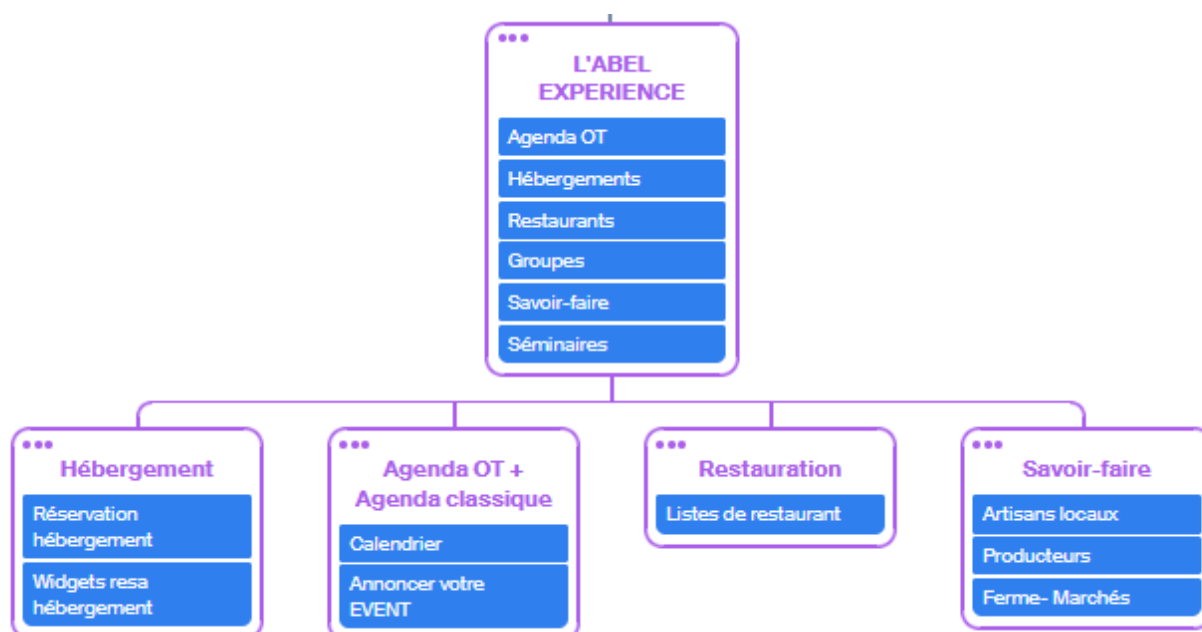 L'ABEL
EXPERIENCE
Agenda OT
Hébergements
Restaurants
Groupes
Savoir-faire
Séminaires
Hébergement
Réservation
hébergement
Widgets resa
hébergement
Agenda OT +
Agenda classique
Calendrier
Annoncer votre
EVENT
Restauration
Listes de restaurant
Savoir-faire
Artisans locaux
Producteurs
Ferme- Marchés